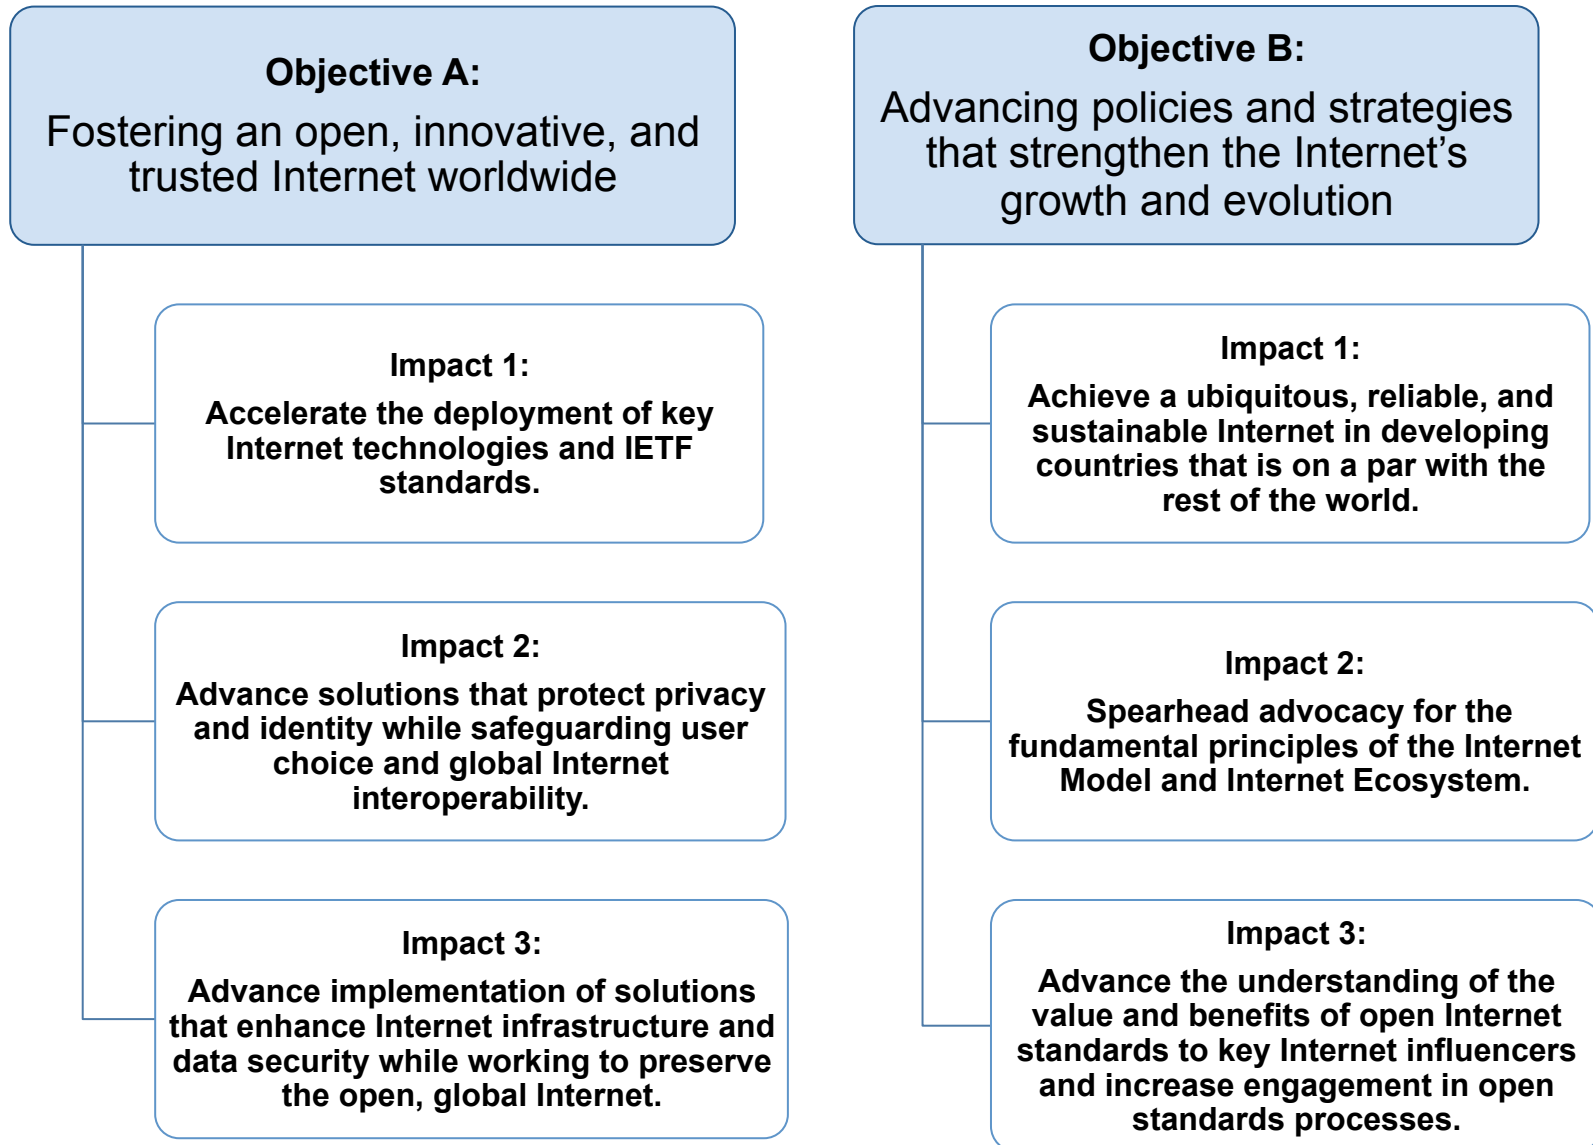 Objective A:
Fostering an open, innovative, and
trusted Internet worldwide
Impact 1:
Accelerate the deployment of key
Internet technologies and IETF
standards.
Impact 2:
Advance solutions that protect privacy
and identity while safeguarding user
choice and global Internet
interoperability.
Impact 3:
Advance implementation of solutions
that enhance Internet infrastructure and
data security while working to preserve
the open, global Internet.
Objective B:
Advancing policies and strategies
that strengthen the Internet’s
growth and evolution
Impact 1:
Achieve a ubiquitous, reliable, and
sustainable Internet in developing
countries that is on a par with the
rest of the world.
Impact 2:
Spearhead advocacy for the
fundamental principles of the Internet
Model and Internet Ecosystem.
Impact 3:
Advance the understanding of the
value and benefits of open Internet
standards to key Internet influencers
and increase engagement in open
standards processes.